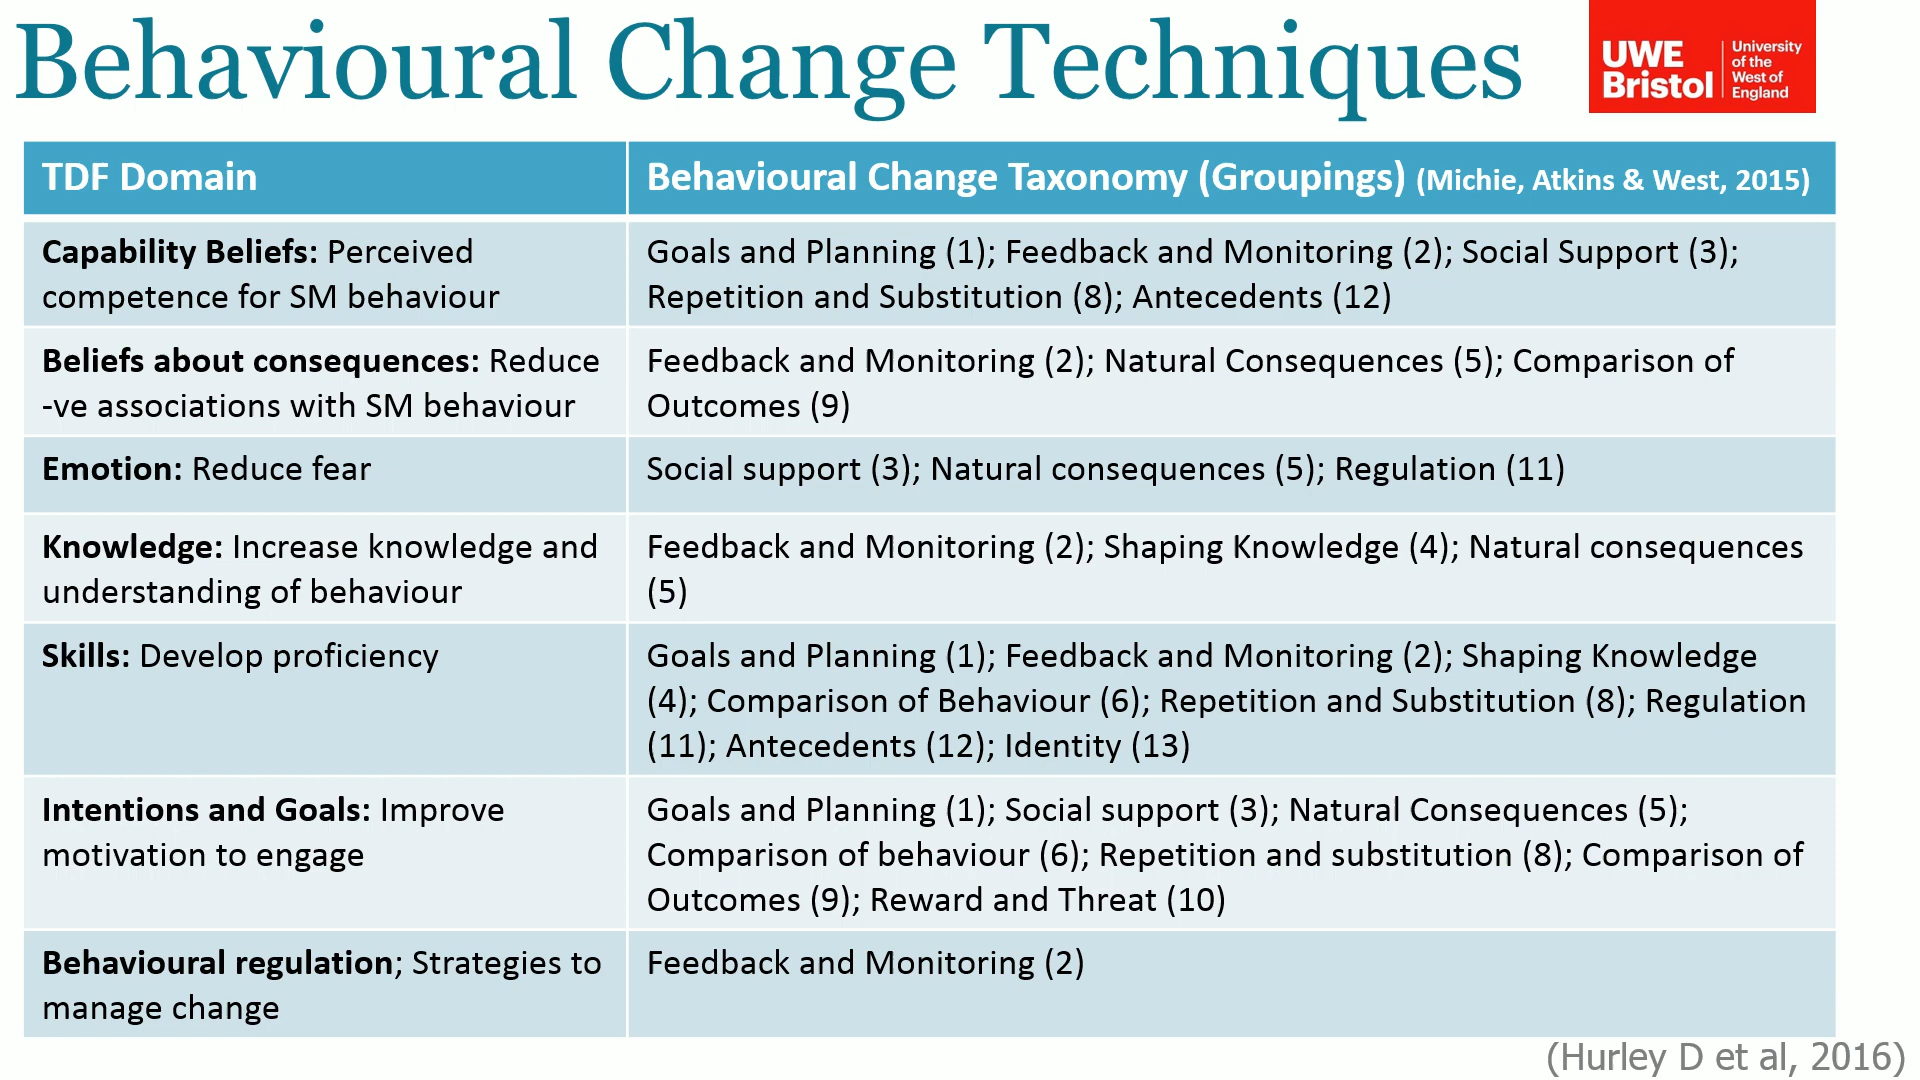 Behavioural Change Techniques
UWE
Bristol
University
of the
West of
England
TDF Domain
Behavioural Change Taxonomy (Groupings) (Michie, Atkins & West, 2015)
Capability Beliefs: Perceived
competence for SM behaviour
Goals and Planning (1); Feedback and Monitoring (2); Social Support (3);
Repetition and Substitution (8); Antecedents (12)
Beliefs about consequences: Reduce
-ve associations with SM behaviour
Feedback and Monitoring (2); Natural Consequences (5); Comparison of
Outcomes (9)
Emotion: Reduce fear
Social support (3); Natural consequences (5); Regulation (11)
Knowledge: Increase knowledge and
understanding of behaviour
Feedback and Monitoring (2); Shaping Knowledge (4); Natural consequences
(5)
Skills: Develop proficiency
Goals and Planning (1); Feedback and Monitoring (2); Shaping Knowledge
(4); Comparison of Behaviour (6); Repetition and Substitution (8); Regulation
(11); Antecedents (12); Identity (13)
Intentions and Goals: Improve
motivation to engage
Goals and Planning (1); Social support (3); Natural Consequences (5);
Comparison of behaviour (6); Repetition and substitution (8); Comparison of
Outcomes (9); Reward and Threat (10)
Behavioural regulation; Strategies to
manage change
Feedback and Monitoring (2)
(Hurley D et al, 2016)